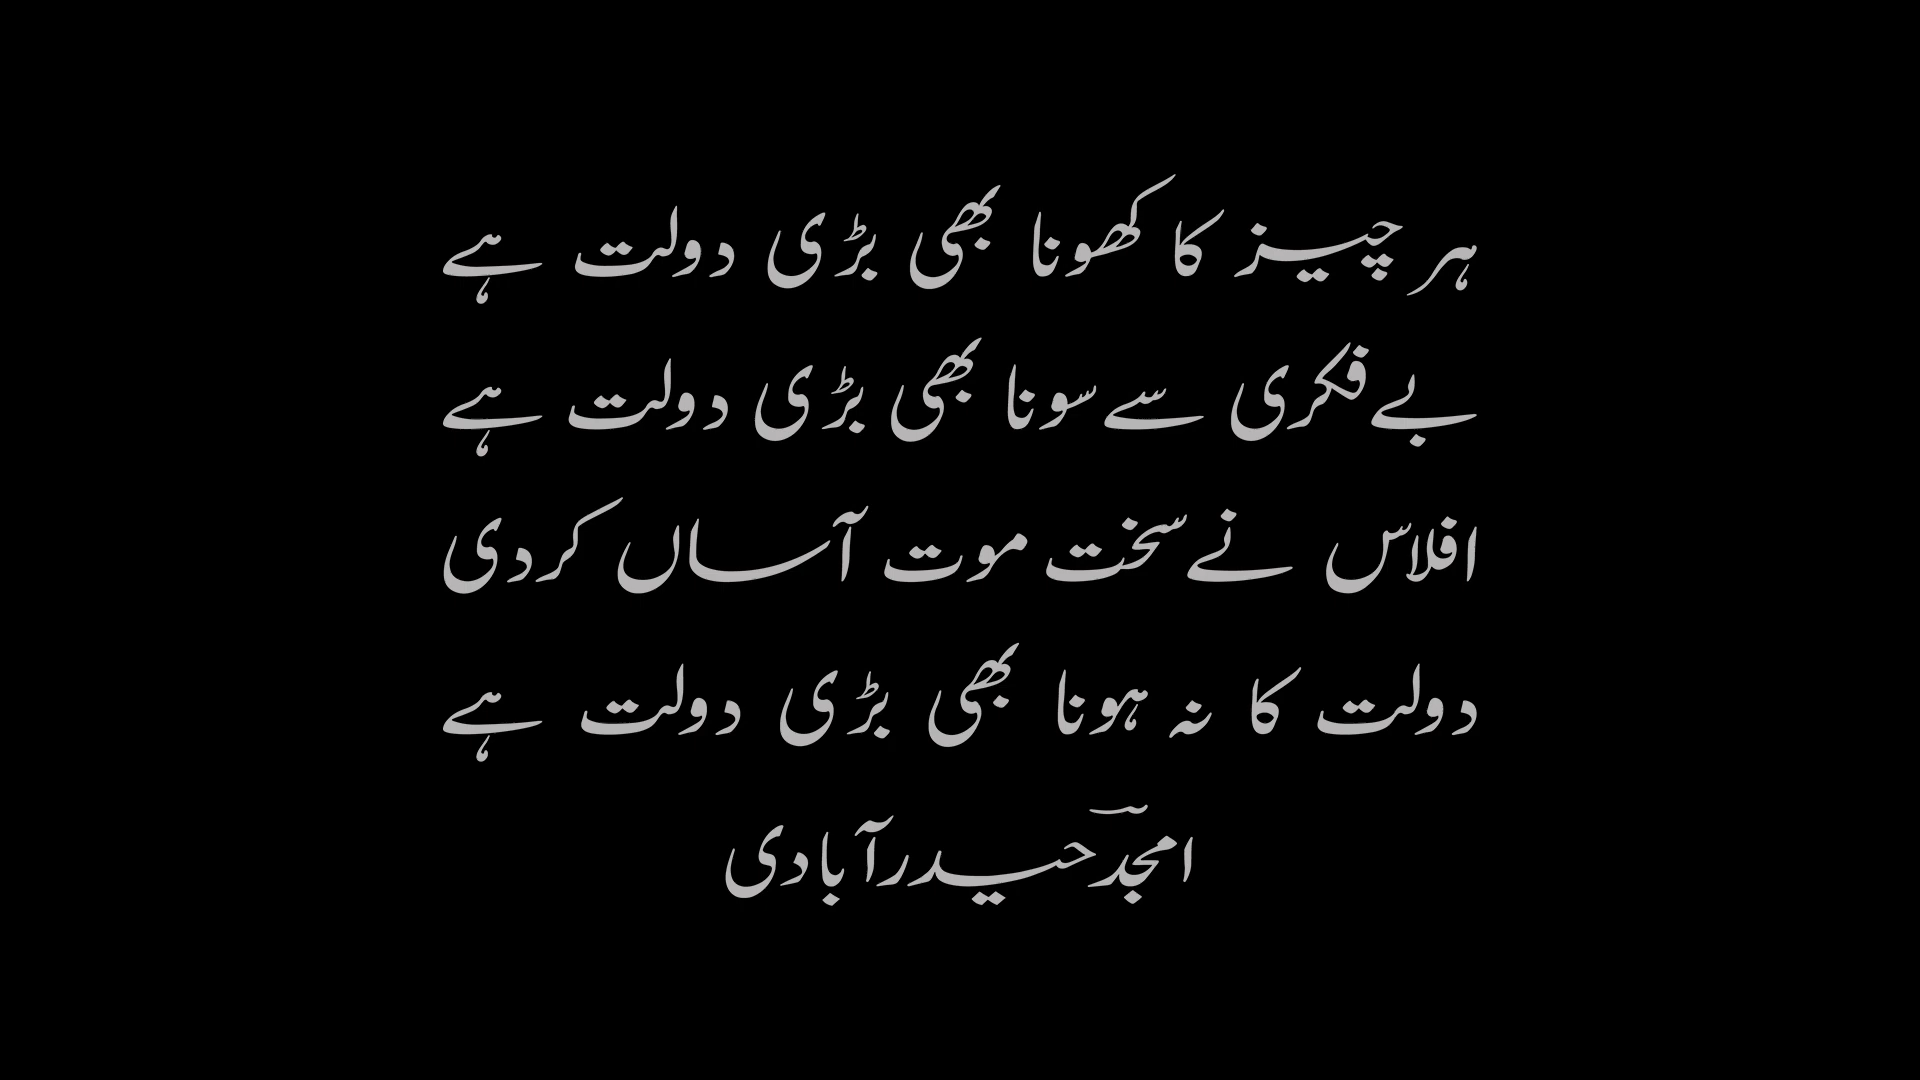 ہر چیز کا کھونا بھی بڑی دولت ہے
بے فکری سے سونا بھی بڑی دولت ہے
افلاس نے سخت موت آساں کر دی
دولت کا نہ ہونا بھی بڑی دولت ہے
امجدؔ حیدرآبادی